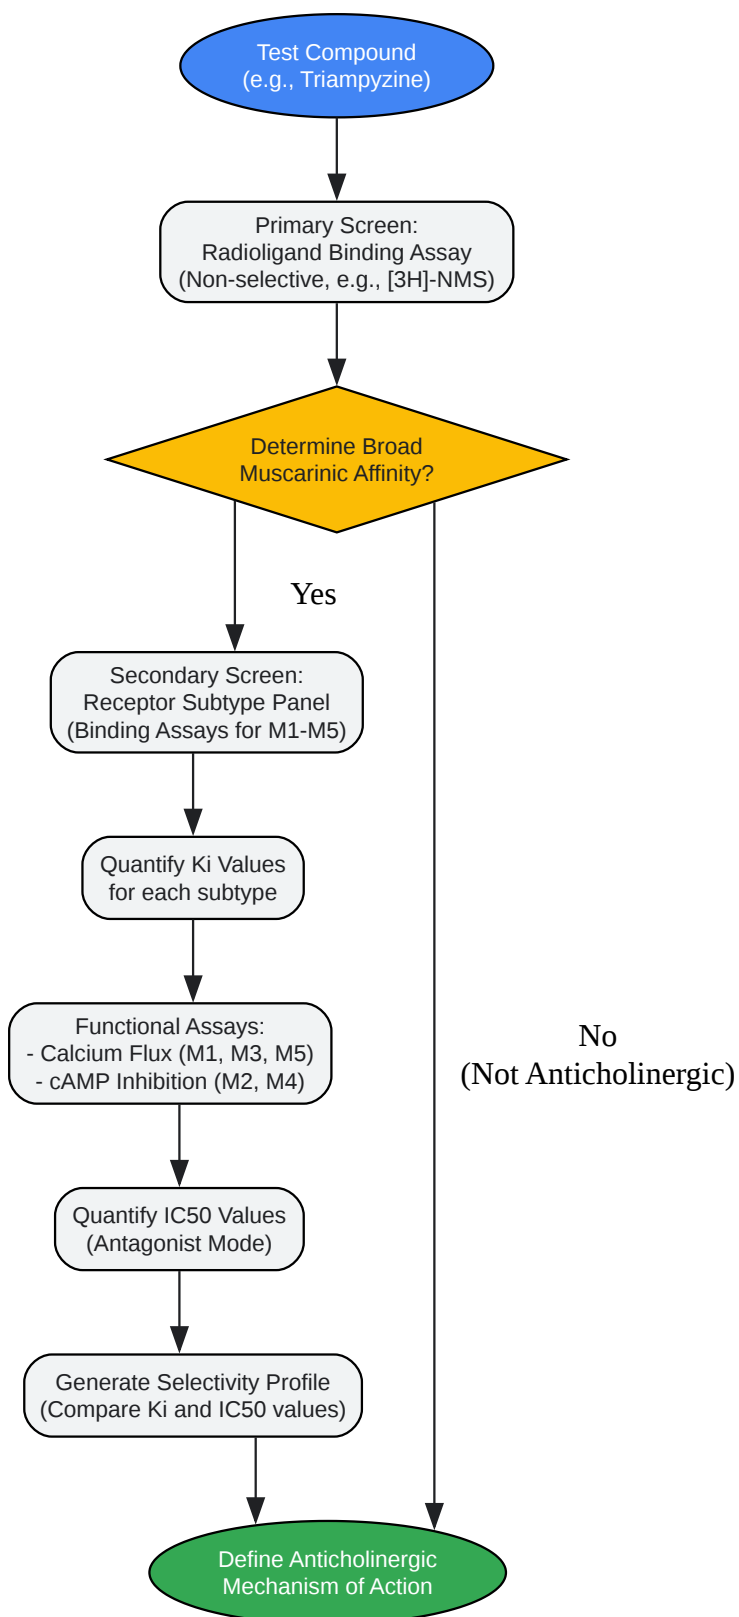 Test Compound
(e.g., Triampyzine)
Primary Screen:
Radioligand Binding Assay
(Non-selective, e.g., [3H]-NMS)
Determine Broad
Muscarinic Affinity?
Yes
Secondary Screen:
Receptor Subtype Panel
(Binding Assays for M1-M5)
Quantify Ki Values
for each subtype
Functional Assays:
- Calcium Flux (M1, M3, M5)
- cAMP Inhibition (M2, M4)
No
(Not Anticholinergic)
Quantify IC50 Values
(Antagonist Mode)
Generate Selectivity Profile
(Compare Ki and IC50 values)
Define Anticholinergic
Mechanism of Action